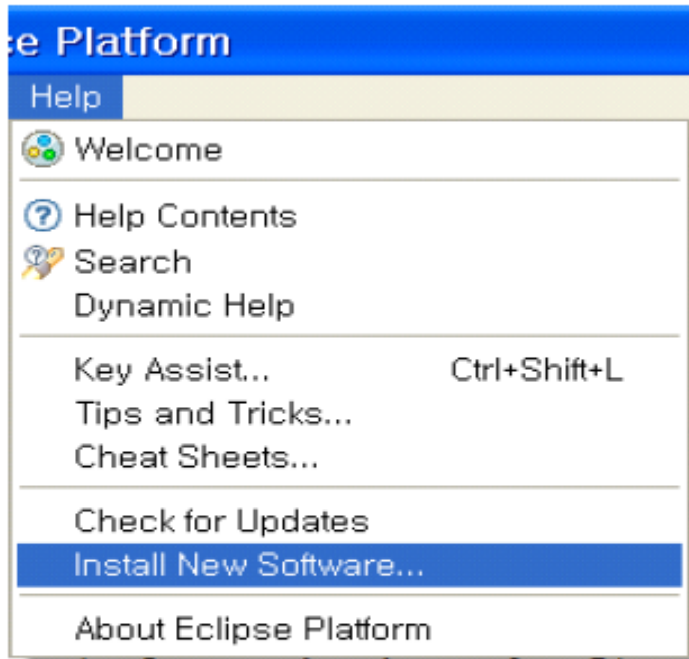 e Platform
Help
Welcome
Help Contents
Search
Dynamic Help
Key Assist... Ctrl+Shift+L
Tips and Tricks...
Cheat Sheets...
Check for Updates
Install New Software...
About Eclipse Platform